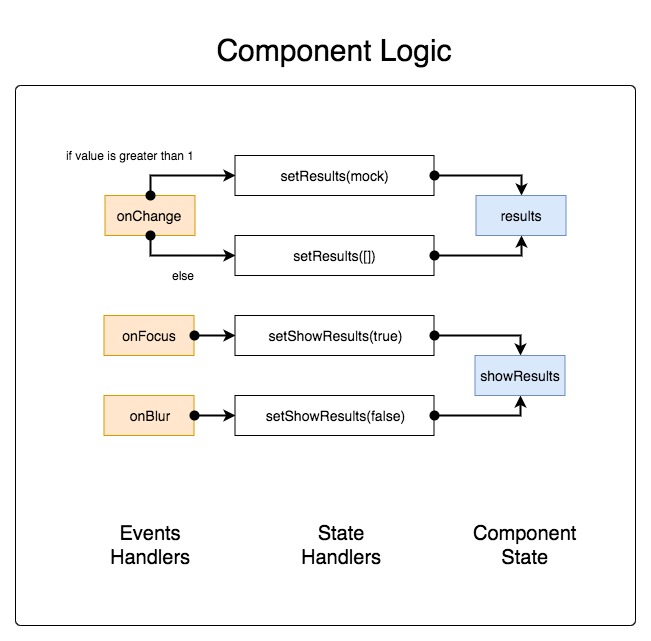 Component Logic
if value is greater than 1
setResults(mock)
onChange
results
setResults([])
else
onFocus
setShowResults(true)
showResults
onBlur
setShowResults(false)
Events
Handlers
State
Handlers
Component
State